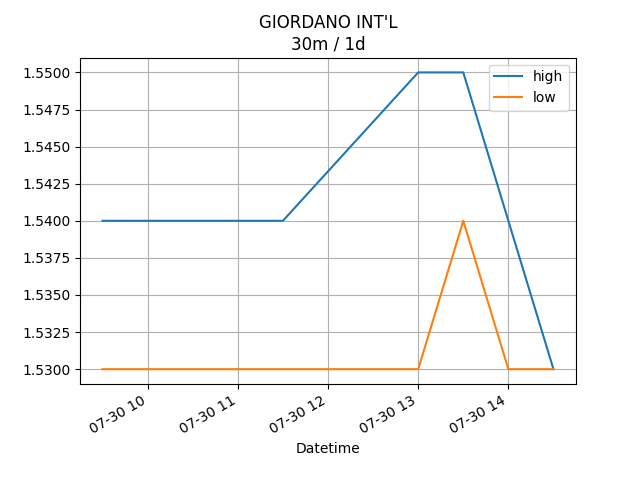 GIORDANO INT'L
30m / 1d
high
low
1.5500
1.5475
1.5450
1.5425
1.5400
1.5375
1.5350
1.5325
1.5300
07-30 10
07-30 11
07-30 12
07-30 13
07-30 14
Datetime